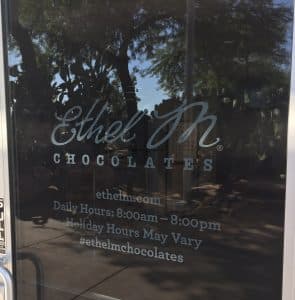 Ethel M®
CHOCOLATES
ethelm.com
Daily Hours: 8:00am – 8:00pm
Holiday Hours May Vary
#ethelmchocolates